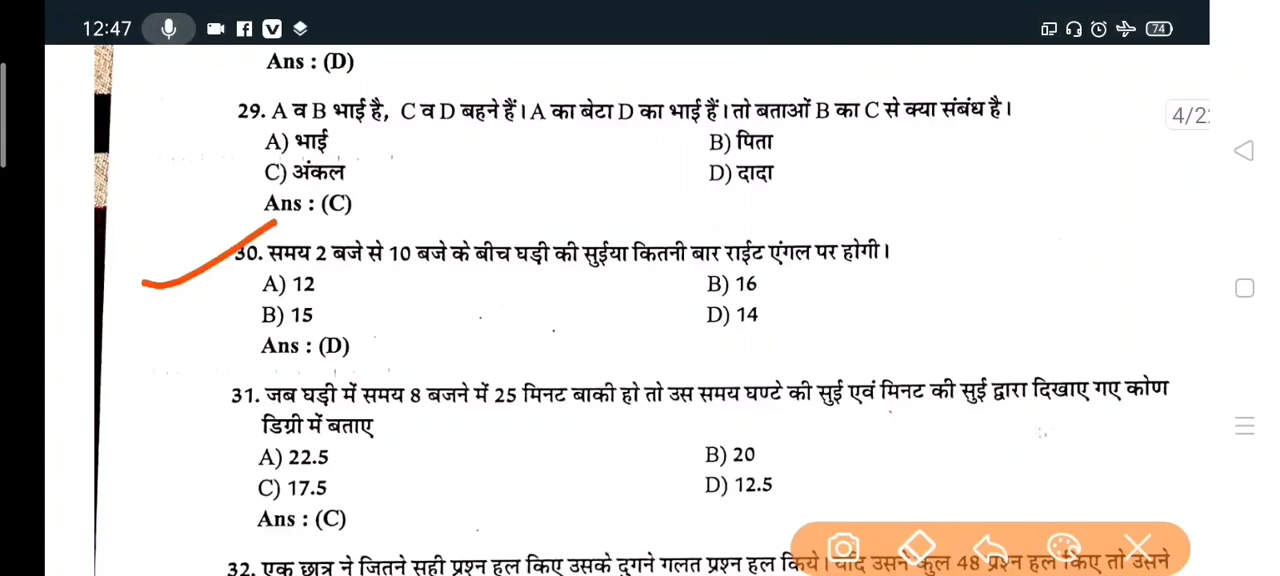 12:47
74
Ans : (D)
29. A व B भाई है, C व D बहने हैं। A का बेटा D का भाई हैं। तो बताओं B का C से क्या संबंध है।
4/2
A) भाई
B) पिता
C) अंकल
D) दादा
Ans : (C)
30. समय 2 बजे से 10 बजे के बीच घड़ी की सुईया कितनी बार राईट एंगल पर होगी।
A) 12
B) 16
B) 15
D) 14
Ans : (D)
31. जब घड़ी में समय 8 बजने में 25 मिनट बाकी हो तो उस समय घण्टे की सुई एवं मिनट की सुई द्वारा दिखाए गए कोण
डिग्री में बताए
A) 22.5
B) 20
C) 17.5
D) 12.5
Ans : (C)
32. एक छात्र ने जितने सही प्रश्न हल किए उसके दुगने गलत प्रश्न हल किये। यदि उसने कुल 48 प्रश्न हल किए तो उसने